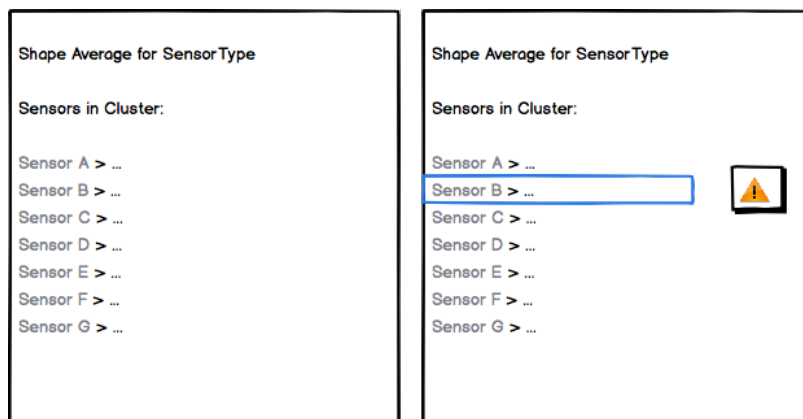 Shape Average for SensorType
Sensors in Cluster:
Sensor A > ...
Sensor B > ...
Sensor C > ...
Sensor D > ...
Sensor E > ...
Sensor F > ...
Sensor G > ...
Shape Average for SensorType
Sensors in Cluster:
Sensor A > ...
Sensor B > ...
Sensor C > ...
Sensor D > ...
Sensor E > ...
Sensor F > ...
Sensor G > ...